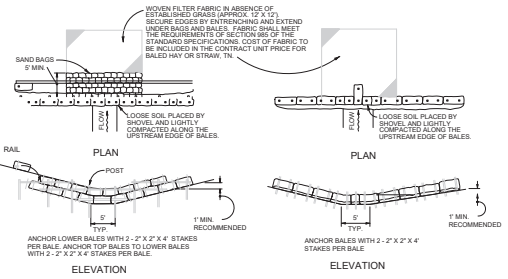 WOVEN FILTER FABRIC IN ABSENCE OF
ESTABLISHED GRASS (APPROX. 12' X 12')
SECURE EDGES BY ENTRENCHING AND EXTEND
UNDER BAGS AND BALES. FABRIC SHALL MEET
THE REQUIREMENTS OF SECTION 985 OF THE
STANDARD SPECIFICATIONS. COST OF FABRIC TO
BE INCLUDED IN THE CONTRACT UNIT PRICE FOR
BALED HAY OR STRAW, TN.
SAND BAGS
5' MIN.
FLOW
LOOSE SOIL PLACED BY
SHOVEL AND LIGHTLY
COMPACTED ALONG THE
UPSTREAM EDGE OF BALES.
PLAN
FLOW
LOOSE SOIL PLACED BY
SHOVEL AND LIGHTLY
COMPACTED ALONG THE
UPSTREAM EDGE OF BALES.
PLAN
RAIL
POST
5'
TYP.
1' MIN.
RECOMMENDED
ANCHOR LOWER BALES WITH 2 - 2" X 2" X 4' STAKES
PER BALE. ANCHOR TOP BALES TO LOWER BALES
WITH 2 - 2" X 2" X 4' STAKES PER BALE.
ELEVATION
5'
TYP.
1' MIN.
RECOMMENDED
ANCHOR BALES WITH 2 - 2" X 2" X 4'
STAKES PER BALE
ELEVATION